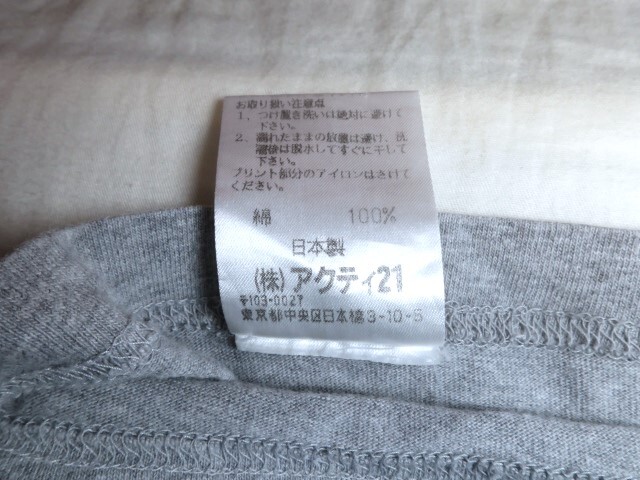 お取り扱い注意点
1、つけ置き洗いは絶対に避けて
下さい。
2、濡れたままの放置は避け、洗
濯後は脱水してすぐに干して
下さい。
プリント部分のアイロンはさけて
ください。
綿 100%
日本製
(株)アクティ21
〒103-0027
東京都中央区日本橋3-10-5